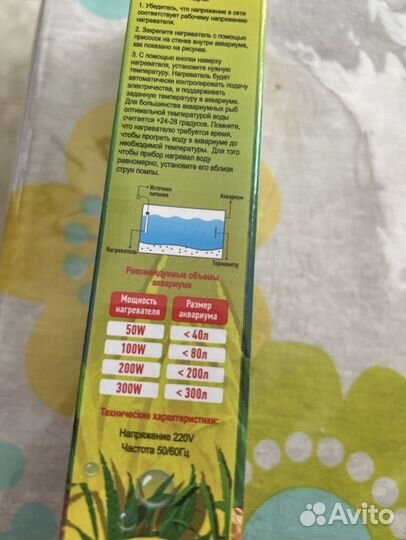 1. Убедитесь, что напряжение в сети
соответствует рабочему напряжению
нагревателя.
2. Закрепите нагреватель с помощью
присосок на стенке внутри аквариума,
как показано на рисунке.
3. С помощью кнопки наверху
нагревателя, установите нужную
температуру. Нагреватель будет
автоматически контролировать подачу
электричества, и поддерживать
заданную температуру в аквариуме.
Для большинства аквариумных рыб
оптимальной температурой воды
считается +24-28 градусов. Помните,
что нагревателю требуется время,
чтобы прогреть воду в аквариуме до
необходимой температуры. Для того
чтобы прибор нагревал воду
равномерно, установите его вблизи
струи помпы.
Источник
питания
Аквариум
Нагреватель
Термометр
Рекомендуемые объемы
аквариума
Мощность
нагревателя
Размер
аквариума
50W < 40л
100W < 80л
200W < 200л
300W < 300л
Технические характеристики:
Напряжение 220V
Частота 50/60Гц
Avito